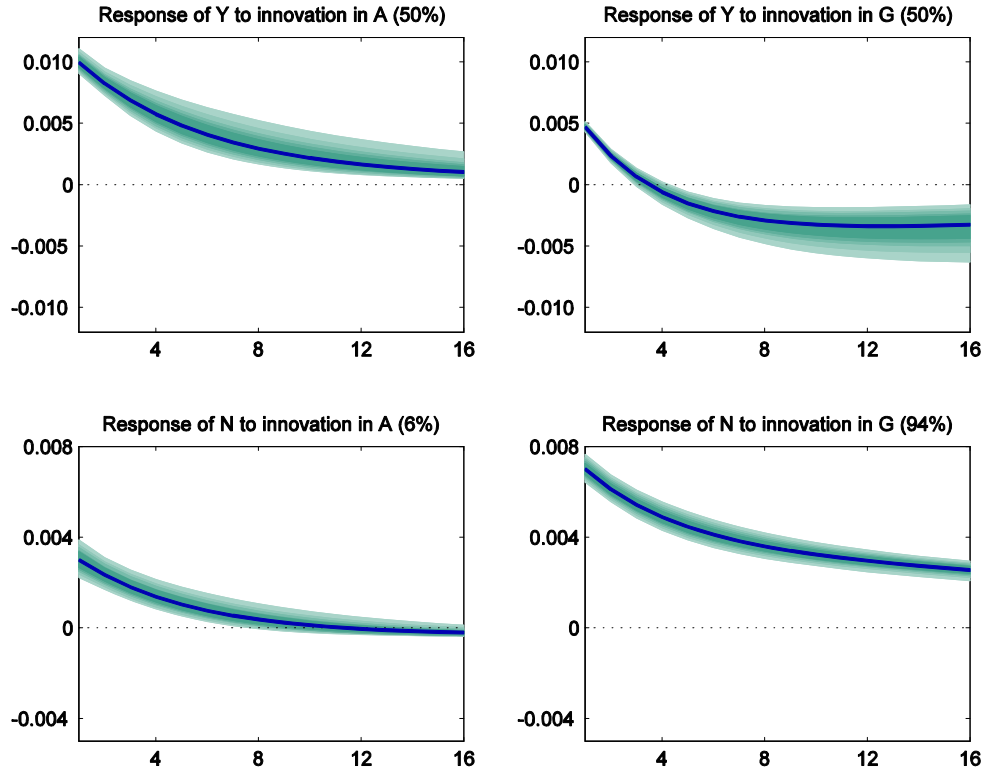 Response of Y to innovation in A (50%)
0.010
0.005
0
-0.005
-0.010
4 8 12 16
Response of Y to innovation in G (50%)
0.010
0.005
0
-0.005
-0.010
4 8 12 16
Response of N to innovation in A (6%)
0.008
0.004
0
-0.004
4 8 12 16
Response of N to innovation in G (94%)
0.008
0.004
0
-0.004
4 8 12 16